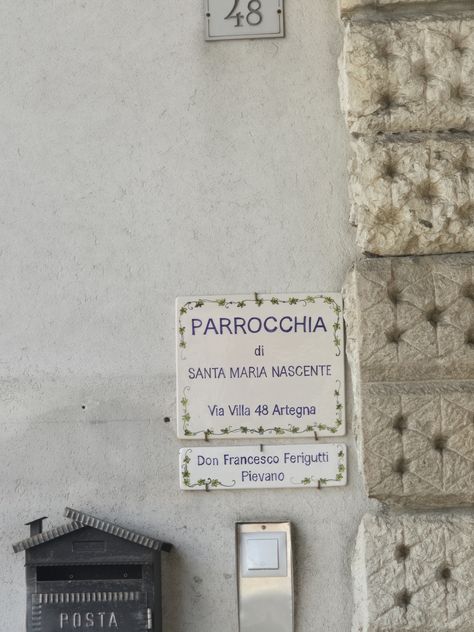 48
PARROCCHIA
di
SANTA MARIA NASCENTE
Via Villa 48 Artegna
Don Francesco Ferigutti
Pievano
POSTA